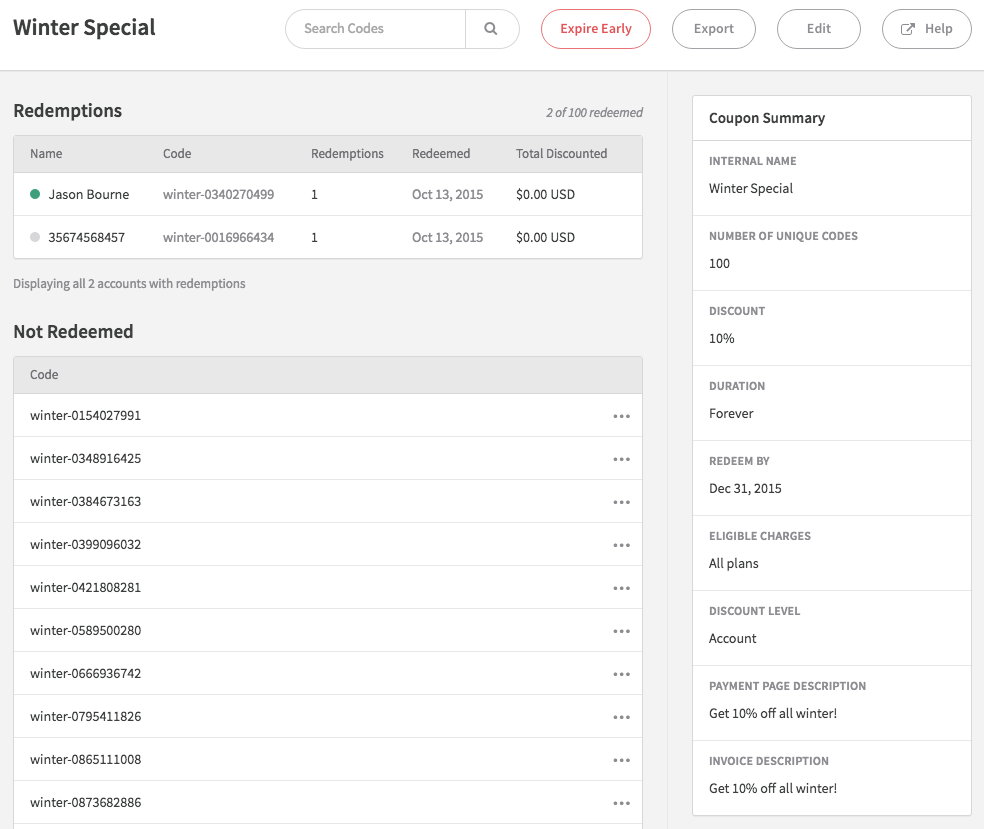 Winter Special
Search Codes
Expire Early
Export
Edit
Help
Redemptions
2 of 100 redeemed
Name Code Redemptions Redeemed Total Discounted
Jason Bourne winter-0340270499 1 Oct 13, 2015 $0.00 USD
35674568457 winter-0016966434 1 Oct 13, 2015 $0.00 USD
Displaying all 2 accounts with redemptions
Not Redeemed
Code
winter-0154027991
winter-0348916425
winter-0384673163
winter-0399096032
winter-0421808281
winter-0589500280
winter-0666936742
winter-0795411826
winter-0865111008
winter-0873682886
Coupon Summary
INTERNAL NAME
Winter Special
NUMBER OF UNIQUE CODES
100
DISCOUNT
10%
DURATION
Forever
REDEEM BY
Dec 31, 2015
ELIGIBLE CHARGES
All plans
DISCOUNT LEVEL
Account
PAYMENT PAGE DESCRIPTION
Get 10% off all winter!
INVOICE DESCRIPTION
Get 10% off all winter!